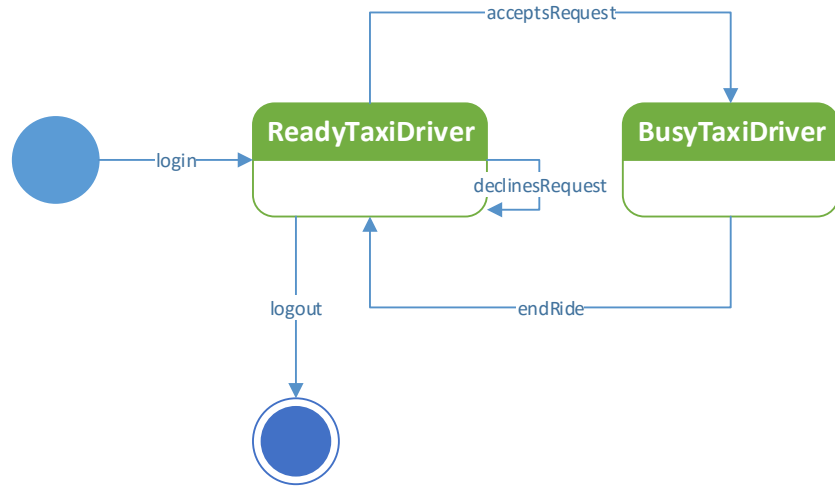 acceptsRequest
ReadyTaxiDriver
BusyTaxiDriver
login
declinesRequest
logout
endRide